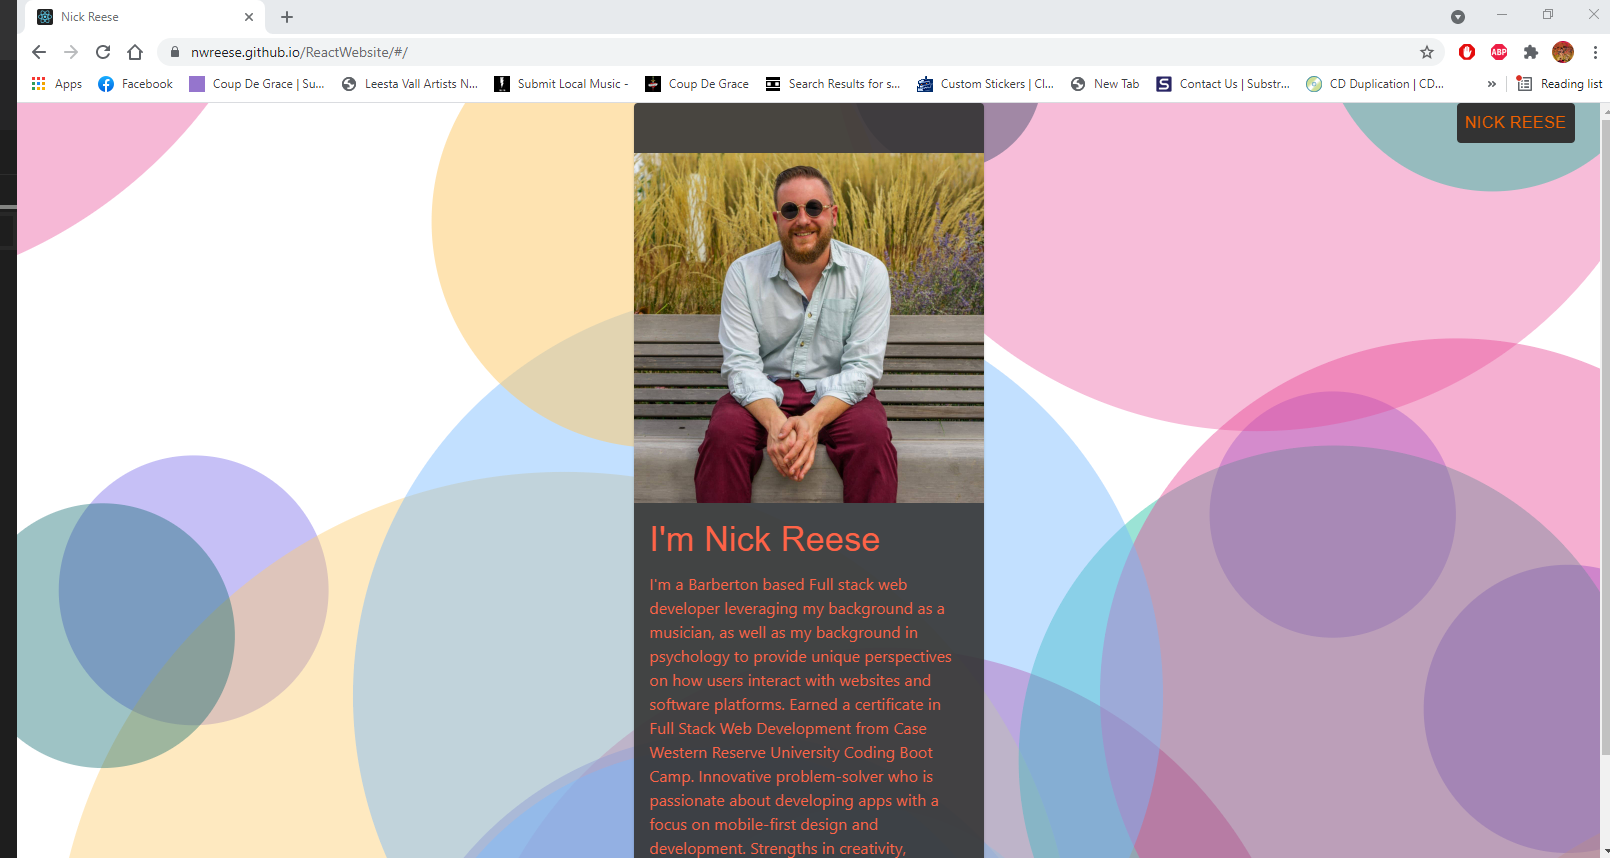 Nick Reese
nwreese.github.io/ReactWebsite/#/
ABP
Apps
Facebook
Coup De Grace | Su...
Leesta Vall Artists N...
Submit Local Music -
Coup De Grace
Search Results for s...
Custom Stickers | Cl...
New Tab
S
Contact Us | Substr...
CD Duplication | CD...
»
Reading list
NICK REESE
I'm Nick Reese
I'm a Barberton based Full stack web
developer leveraging my background as a
musician, as well as my background in
psychology to provide unique perspectives
on how users interact with websites and
software platforms. Earned a certificate in
Full Stack Web Development from Case
Western Reserve University Coding Boot
Camp. Innovative problem-solver who is
passionate about developing apps with a
focus on mobile-first design and
development. Strengths in creativity,